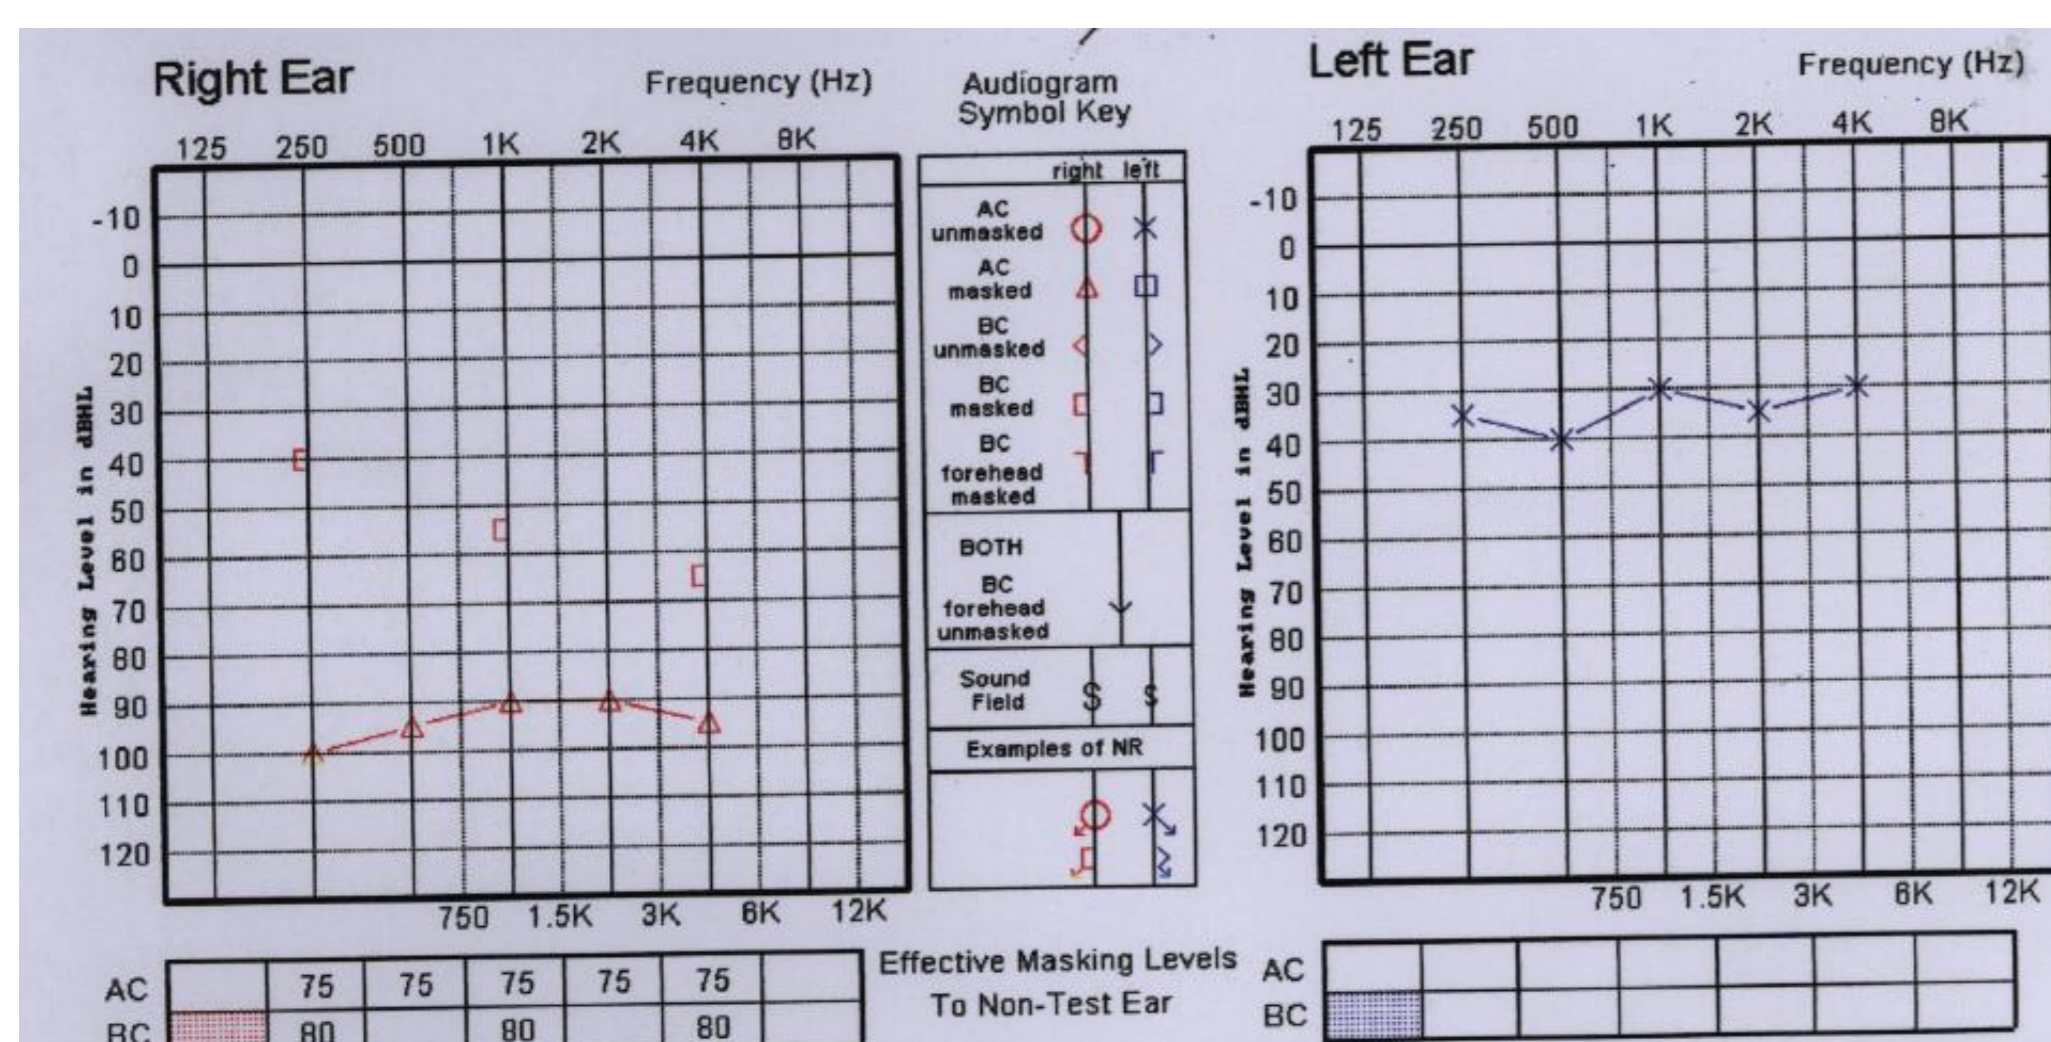 Right Ear
Frequency (Hz)
125 250 500 1K 2K 4K 8K
-10
0
10
20
30
40
50
60
70
80
90
100
110
120
Hearing Level in dBHL
750 1.5K 3K 6K 12K
AC 75 75 75 75 75
BC 80 80 80
Audiogram
Symbol Key
right left
AC
unmasked
AC
masked
BC
unmasked
BC
masked
BC
forehead
masked
BOTH
BC
forehead
unmasked
Sound
Field
S s
Examples of NR
Effective Masking Levels
To Non-Test Ear
Left Ear
Frequency (Hz)
125 250 500 1K 2K 4K 8K
-10
0
10
20
30
40
50
60
70
80
90
100
110
120
Hearing Level in dBHL
750 1.5K 3K 6K 12K
AC
BC